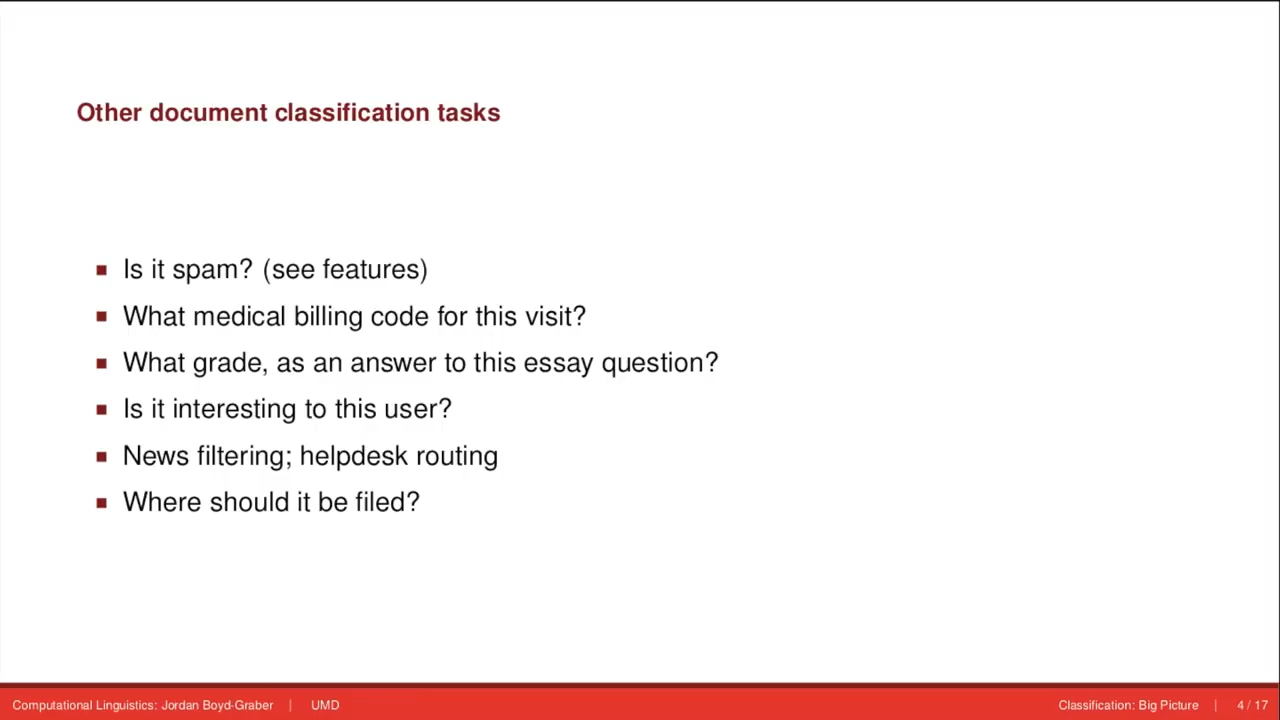 Other document classification tasks
Is it spam? (see features)
What medical billing code for this visit?
What grade, as an answer to this essay question?
Is it interesting to this user?
News filtering; helpdesk routing
Where should it be filed?
Computational Linguistics: Jordan Boyd-Graber | UMD Classification: Big Picture | 4 / 17